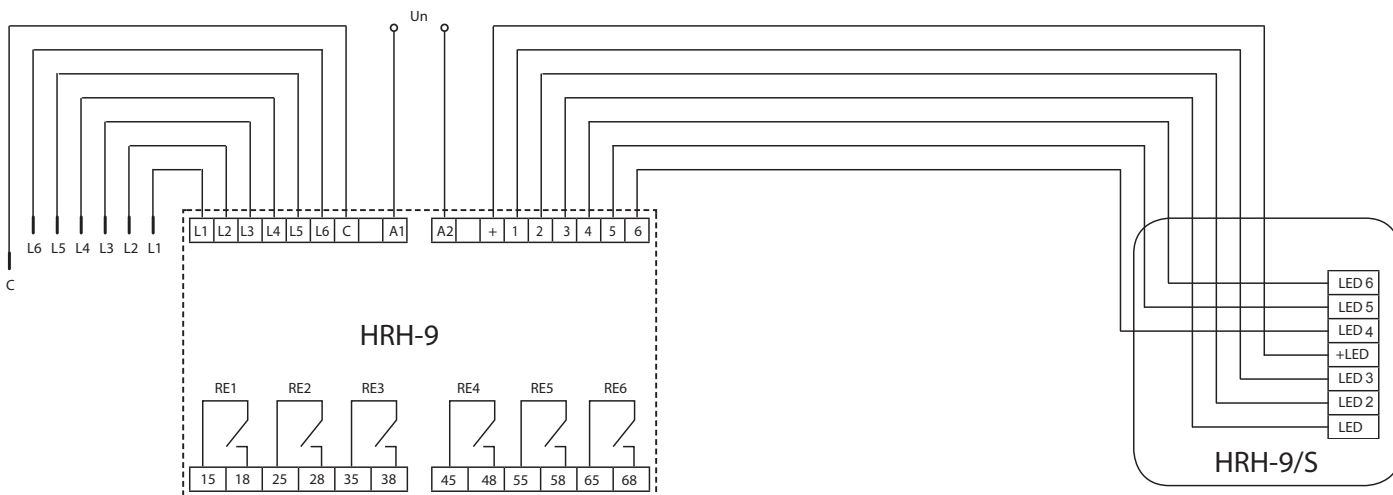 Un
L6 L5 L4 L3 L2 L1
C
L1 L2 L3 L4 L5 L6 C A1
A2 + 1 2 3 4 5 6
HRH-9
RE1 RE2 RE3 RE4 RE5 RE6
15 18 25 28 35 38
45 48 55 58 65 68
LED 6
LED 5
LED 4
+LED
LED 3
LED 2
LED
HRH-9/S